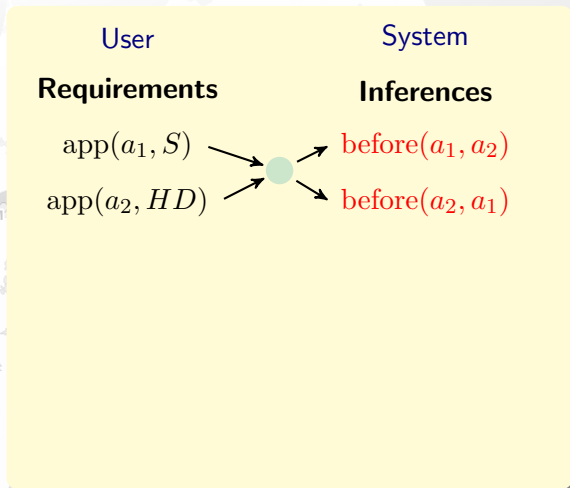 User System
Requirements Inferences
app(a₁, S) before(a₁, a₂)
app(a₂, HD) before(a₂, a₁)